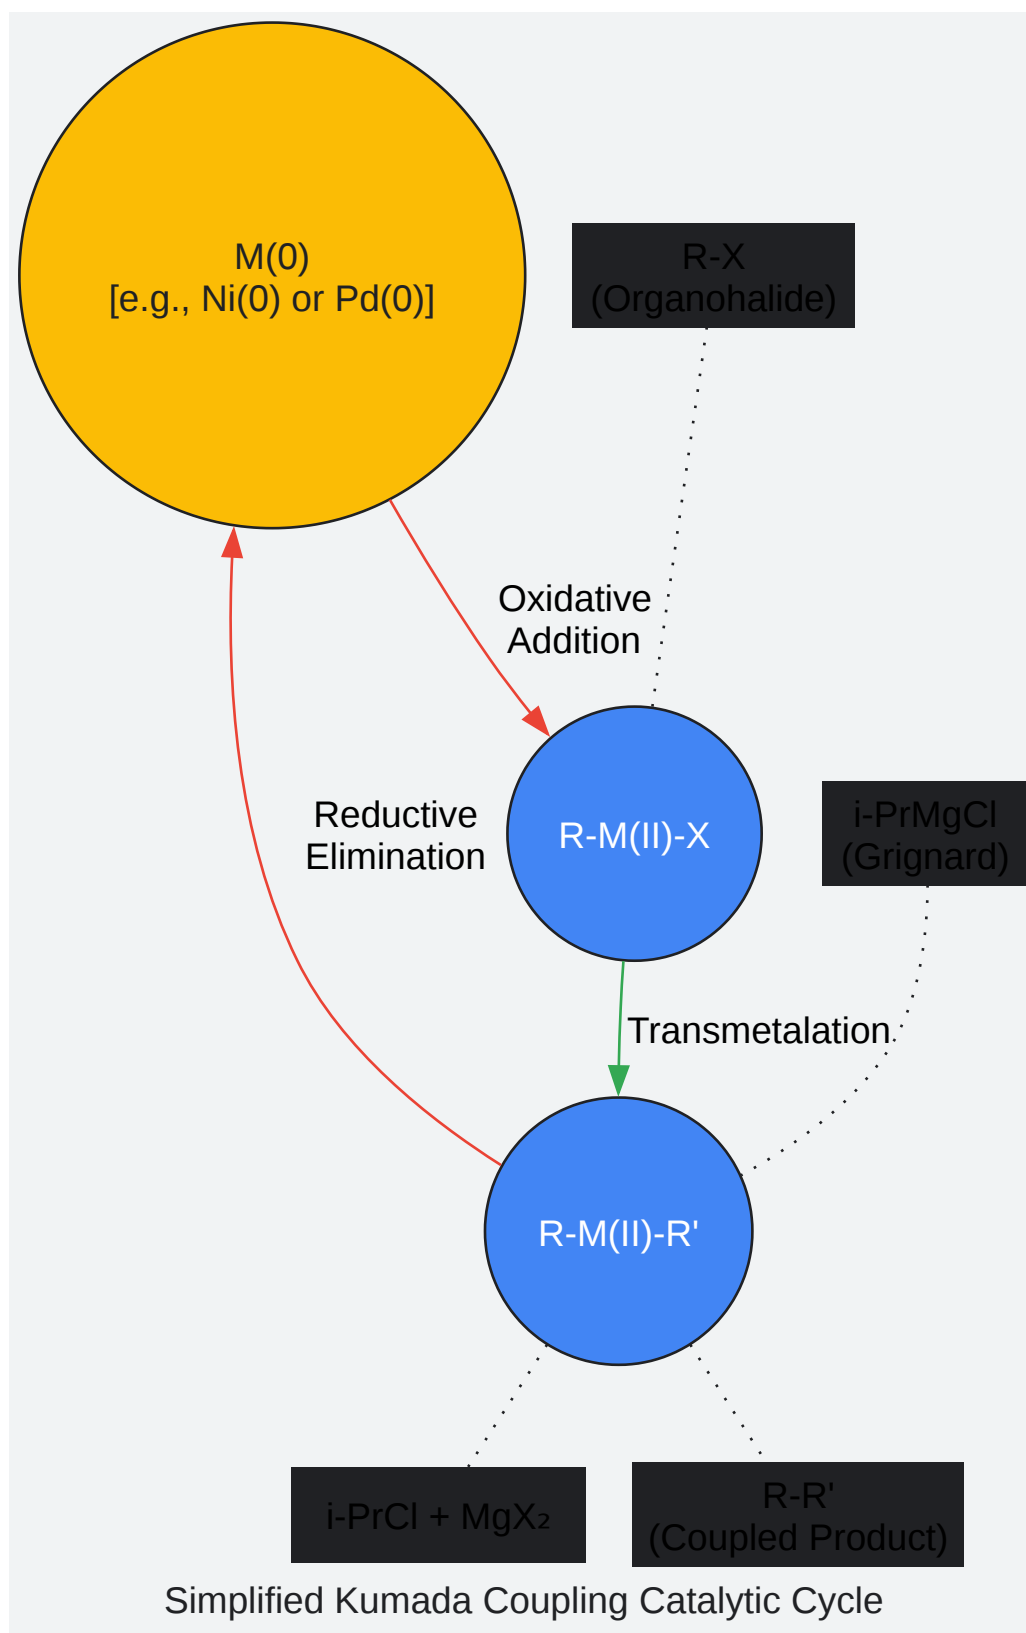 M(0)
[e.g., Ni(0) or Pd(0)]
R-X
(Organohalide)
Oxidative
Addition
Reductive
Elimination
R-M(II)-X
i-PrMgCl
(Grignard)
Transmetalation
R-M(II)-R'
i-PrCl + MgX₂
R-R'
(Coupled Product)
Simplified Kumada Coupling Catalytic Cycle